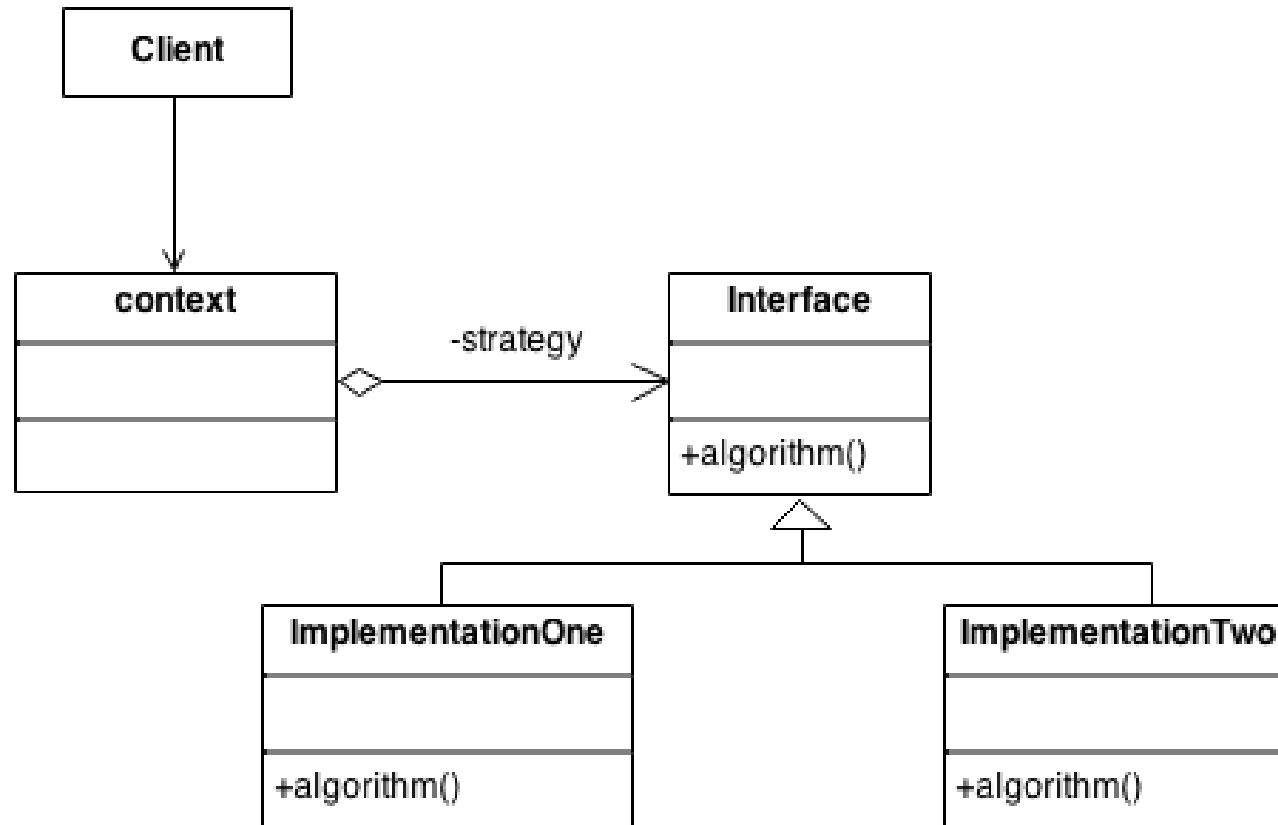 Client
context
-strategy
Interface
+algorithm()
ImplementationOne
+algorithm()
ImplementationTwo
+algorithm()